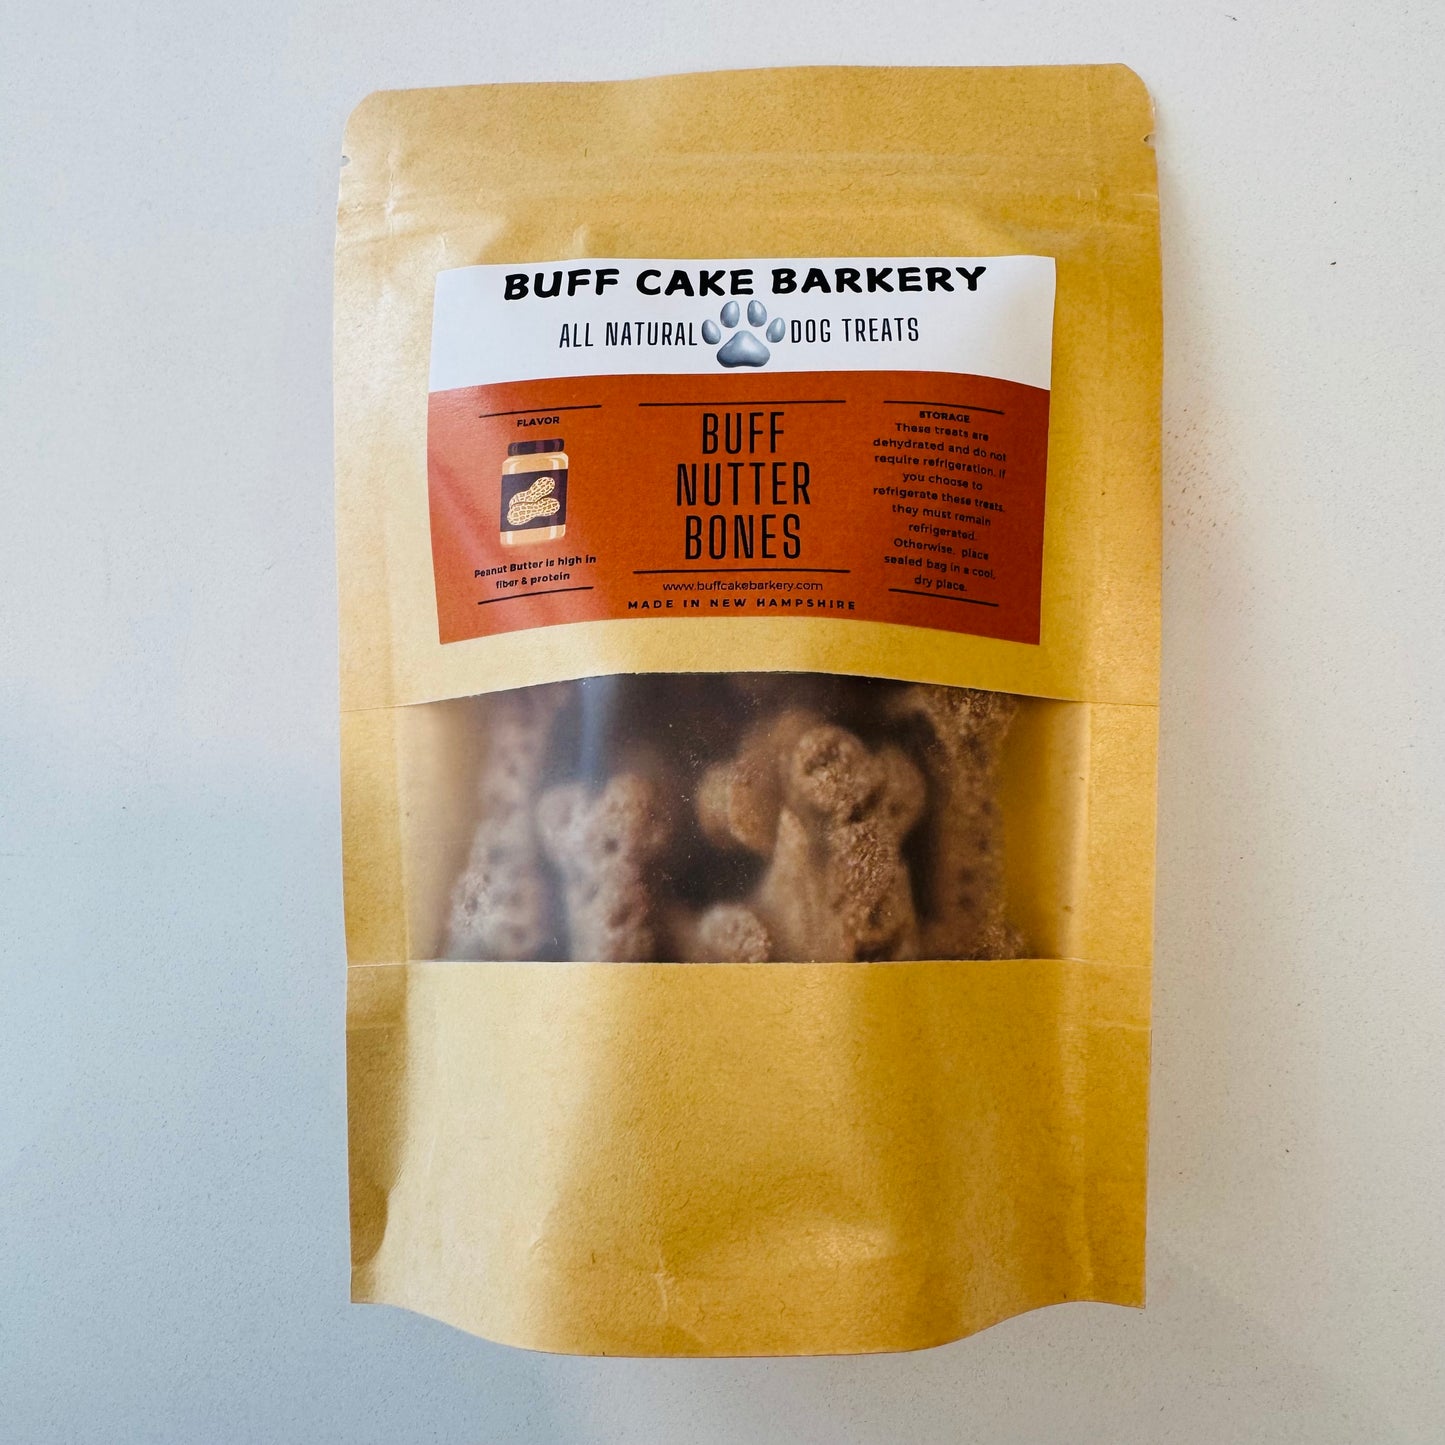 BUFF CAKE BARKERY
ALL NATURAL DOG TREATS
FLAVOR
Peanut Butter is high in
fiber & protein
BUFF
NUTTER
BONES
www.buffcakebarkery.com
MADE IN NEW HAMPSHIRE
STORAGE
These treats are
dehydrated and do not
require refrigeration. If
you choose to
refrigerate these treats,
they must remain
refrigerated.
Otherwise, place
sealed bag in a cool,
dry place.